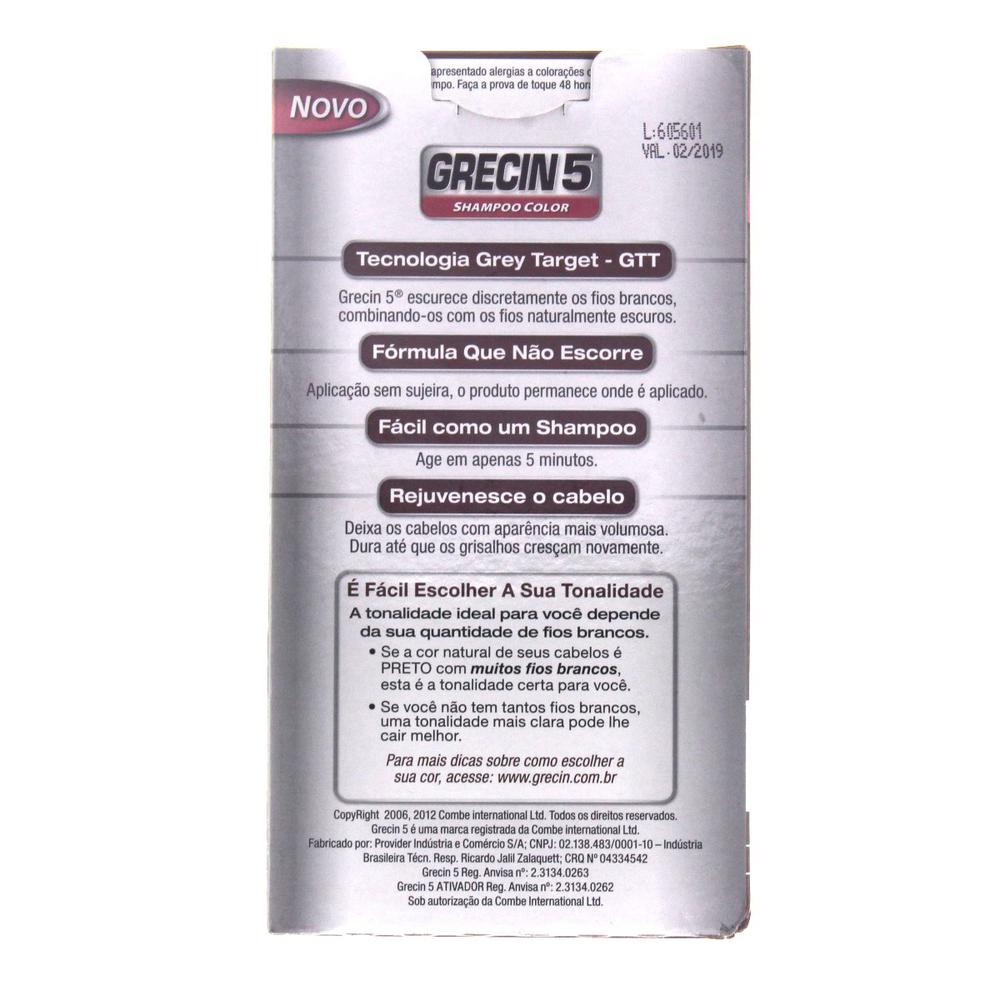 apresentado alergias a colorações
mpo. Faça a prova de toque 48
NOVO
L:605601
VAL.02/2019
GRECIN 5
SHAMPOO COLOR
Tecnologia Grey Target - GTT
Grecin 5® escurece discretamente os fios brancos,
combinando-os com os fios naturalmente escuros.
Fórmula Que Não Escorre
Aplicação sem sujeira, o produto permanece onde é aplicado.
Fácil como um Shampoo
Age em apenas 5 minutos.
Rejuvenesce o cabelo
Deixa os cabelos com aparência mais volumosa.
Dura até que os grisalhos cresçam novamente.
É Fácil Escolher A Sua Tonalidade
A tonalidade ideal para você depende
da sua quantidade de fios brancos.
• Se a cor natural de seus cabelos é
PRETO com muitos fios brancos,
esta é a tonalidade certa para você.
• Se você não tem tantos fios brancos,
uma tonalidade mais clara pode lhe
cair melhor.
Para mais dicas sobre como escolher a
sua cor, acesse: www.grecin.com.br
CopyRight 2006, 2012 Combe international Ltd. Todos os direitos reservados.
Grecin 5 é uma marca registrada da Combe international Ltd.
Fabricado por: Provider Indústria e Comércio S/A; CNPJ: 02.138.483/0001-10 – Indústria
Brasileira Técn. Resp. Ricardo Jalil Zalaquett; CRQ Nº 04334542
Grecin 5 Reg. Anvisa nº: 2.3134.0263
Grecin 5 ATIVADOR Reg. Anvisa nº: 2.3134.0262
Sob autorização da Combe International Ltd.